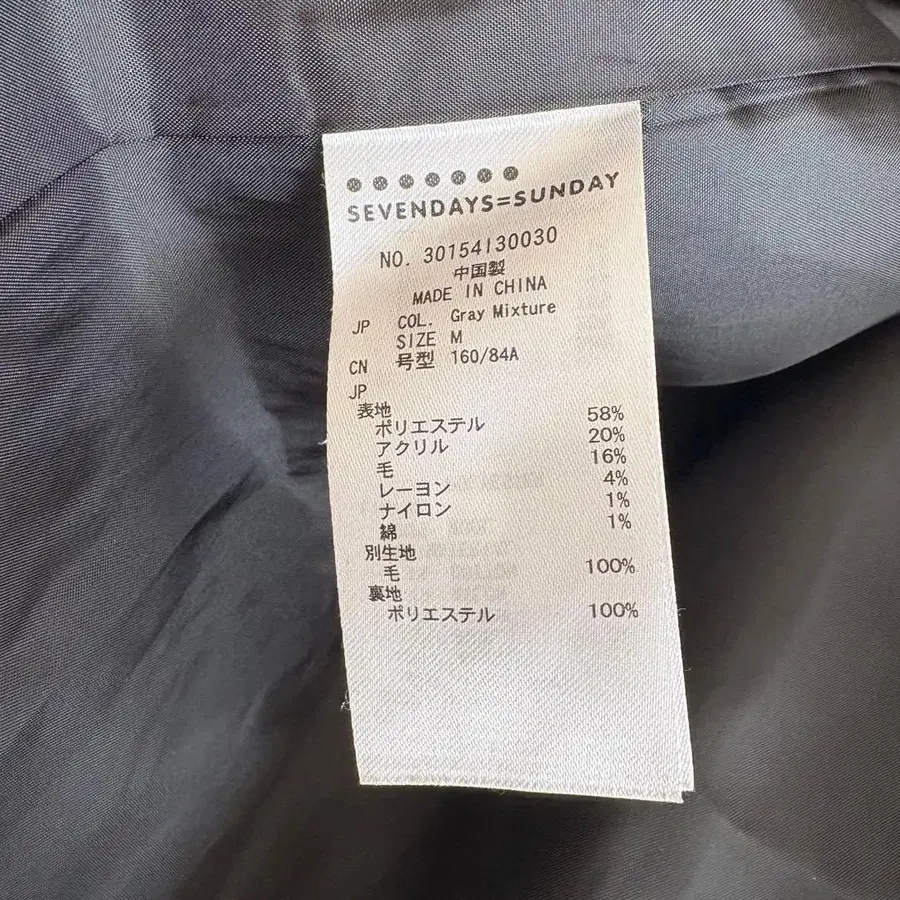 SEVENDAYS=SUNDAY
NO. 30154130030
中国製
MADE IN CHINA
JP COL. Gray Mixture
SIZE M
CN 号型 160/84A
JP
表地
ポリエステル 58%
アクリル 20%
毛 16%
レーヨン 4%
ナイロン 1%
綿 1%
別生地
毛 100%
裏地
ポリエステル 100%